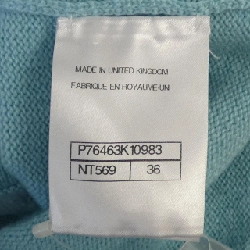 MADE IN UNITED KINGDOM
FABRIQUE EN ROYAUME-UNI
P76463K10983
NT569 36